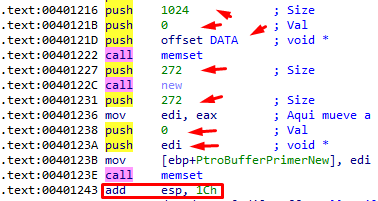 .text:00401216 push 1024 ; Size
.text:0040121B push 0 ; Val
.text:0040121D push offset DATA ; void *
.text:00401222 call memset
.text:00401227 push 272 ; Size
.text:0040122C call new
.text:00401231 push 272 ; Size
.text:00401236 mov edi, eax ; Aqui mueve a
.text:00401238 push 0 ; Val
.text:0040123A push edi ; void *
.text:0040123B mov [ebp+PtroBufferPrimerNew], edi
.text:0040123E call memset
.text:00401243 add esp, 1Ch